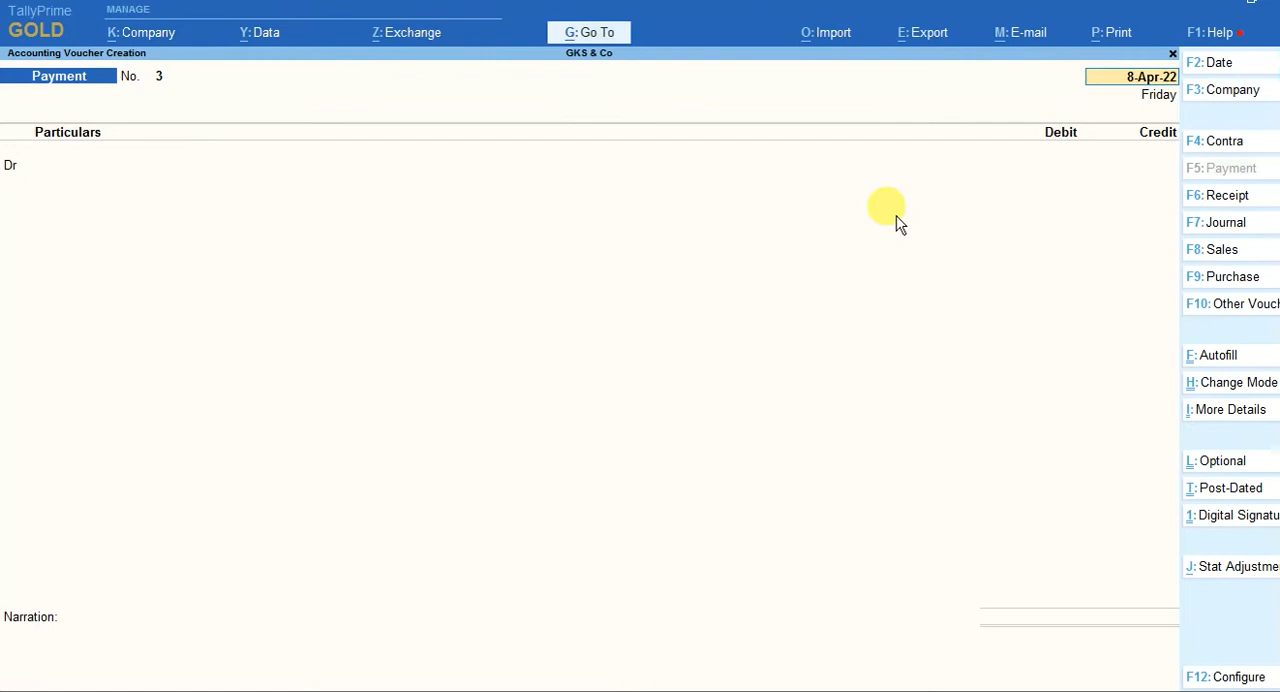 TallyPrime
GOLD
MANAGE
K: Company
Y: Data
Z: Exchange
G: Go To
O: Import
E: Export
M: E-mail
P: Print
F1: Help
Accounting Voucher Creation
GKS & Co
×
Payment No. 3
8-Apr-22
Friday
Particulars
Debit
Credit
Dr
Narration:
F2: Date
F3: Company
F4: Contra
F5: Payment
F6: Receipt
F7: Journal
F8: Sales
F9: Purchase
F10: Other Vouch
F: Autofill
H: Change Mode
I: More Details
L: Optional
T: Post-Dated
1: Digital Signatu
J: Stat Adjustme
F12: Configure